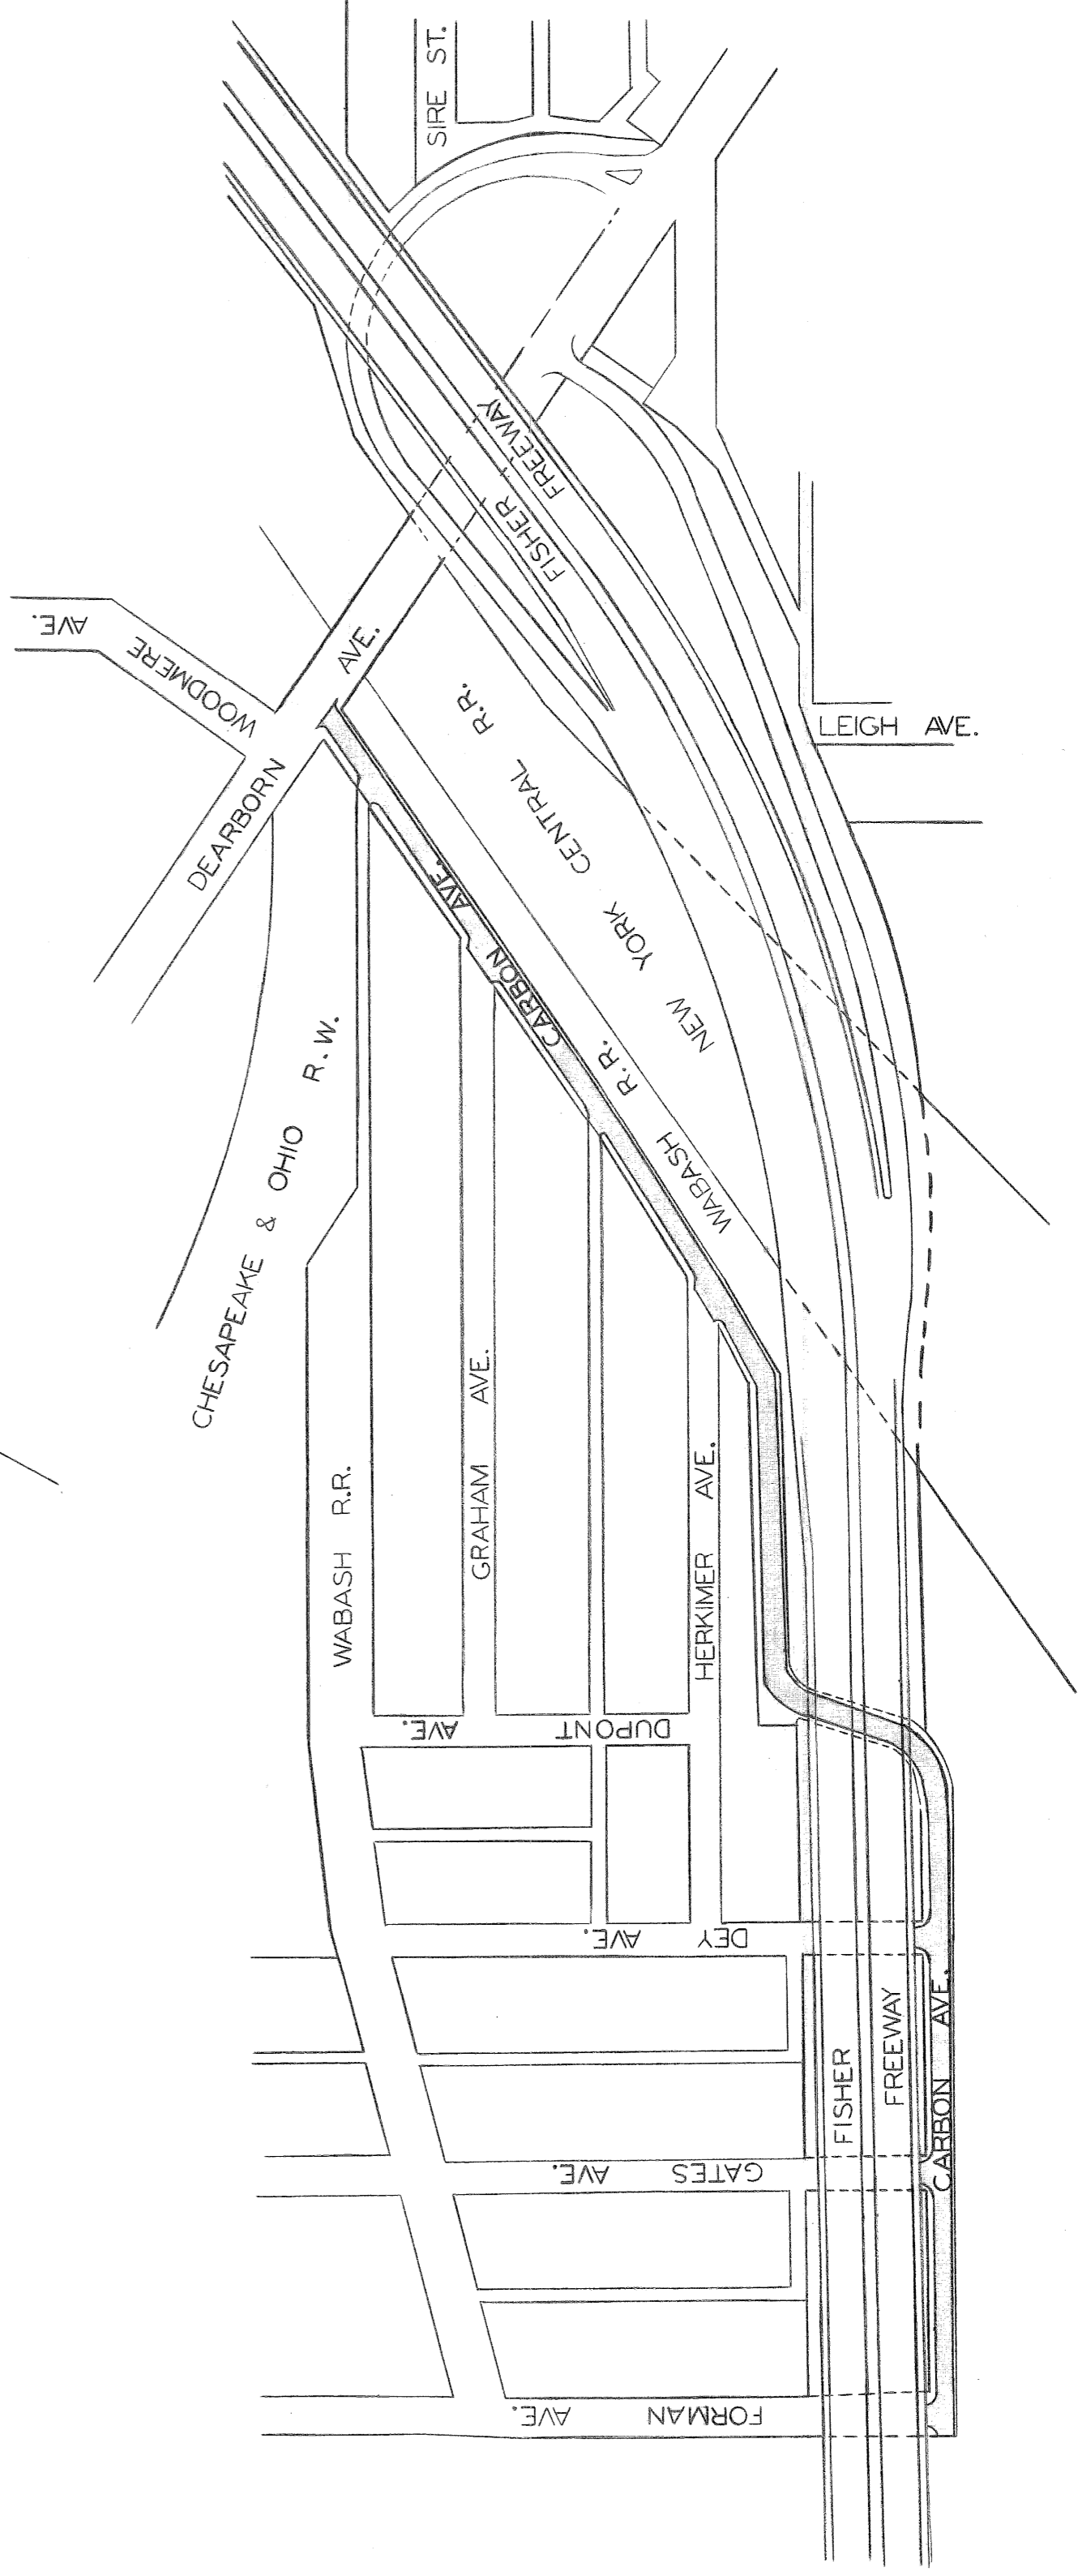 SIRE ST.
FISHER FREEWAY
WOODMERE AVE.
DEARBORN AVE.
LEIGH AVE.
NEW YORK CENTRAL R.R.
CARBON AVE.
WABASH R.R.
CHESAPEAKE & OHIO R.W.
WABASH R.R.
GRAHAM AVE.
HERKIMER AVE.
DUPONT AVE.
DEY AVE.
FISHER FREEWAY
CARBON AVE.
GATES AVE.
FORMAN AVE.